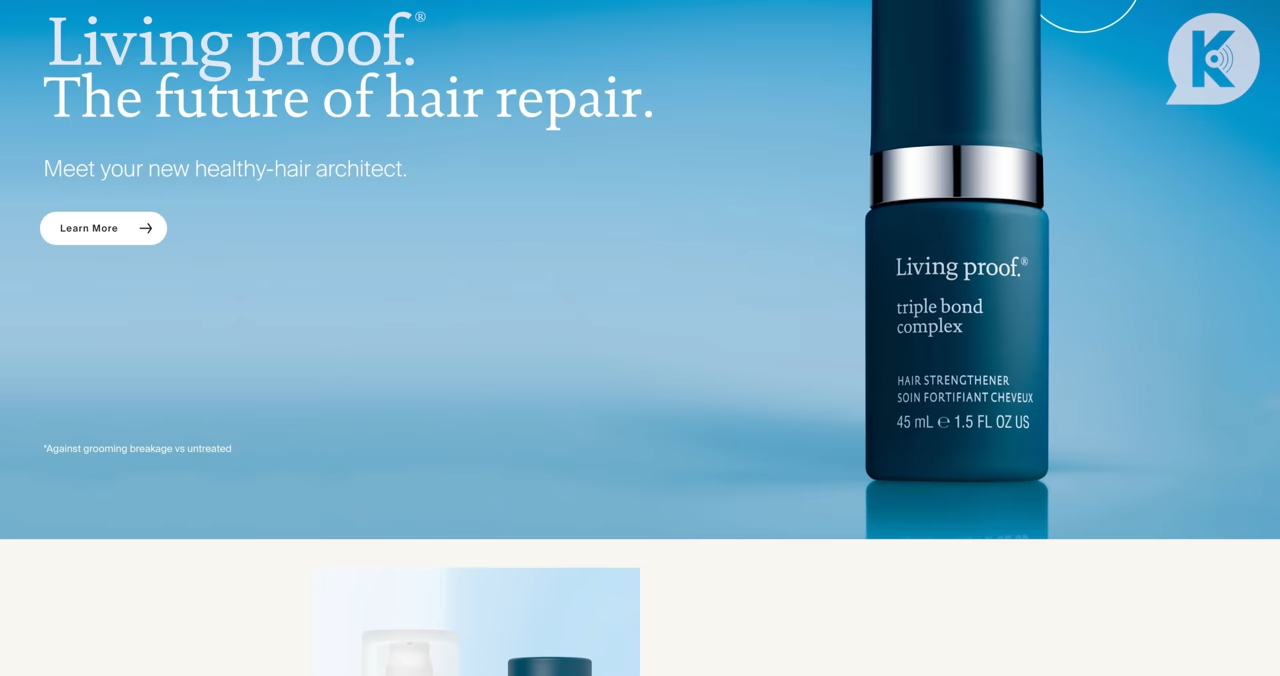 Living proof.®
The future of hair repair.
Meet your new healthy-hair architect.
Learn More
*Against grooming breakage vs untreated
K
Living proof.®
triple bond
complex
HAIR STRENGTHENER
SOIN FORTIFIANT CHEVEUX
45 mL ℮ 1.5 FL OZ US